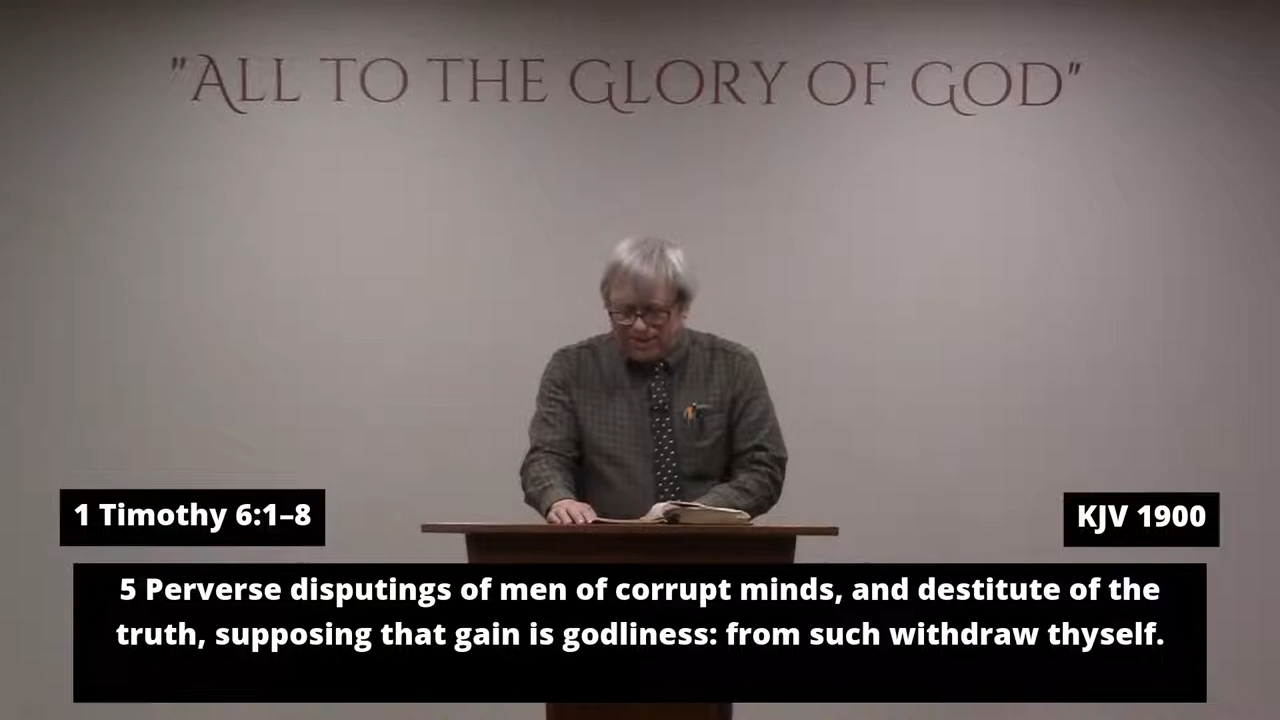 "ALL TO THE GLORY OF GOD"
1 Timothy 6:1–8
KJV 1900
5 Perverse disputings of men of corrupt minds, and destitute of the
truth, supposing that gain is godliness: from such withdraw thyself.